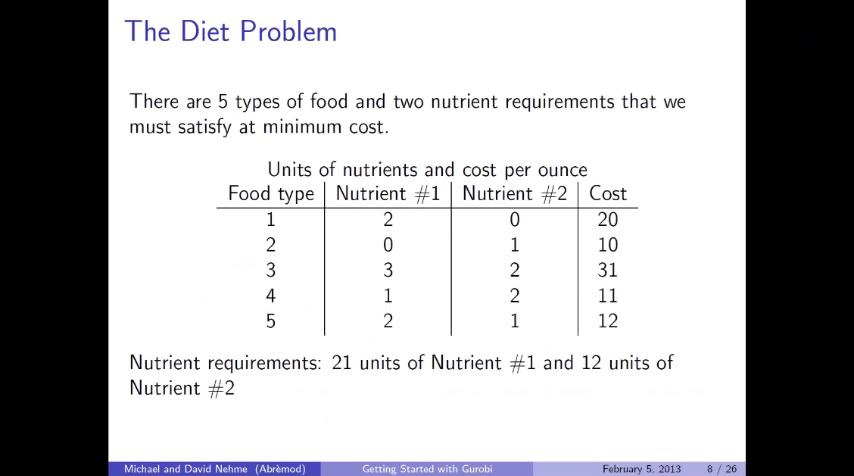 The Diet Problem
There are 5 types of food and two nutrient requirements that we
must satisfy at minimum cost.
Units of nutrients and cost per ounce
Food type Nutrient #1 Nutrient #2 Cost
1 2 0 20
2 0 1 10
3 3 2 31
4 1 2 11
5 2 1 12
Nutrient requirements: 21 units of Nutrient #1 and 12 units of
Nutrient #2
Michael and David Nehme (Abrèmod) Getting Started with Gurobi February 5, 2013 8 / 26